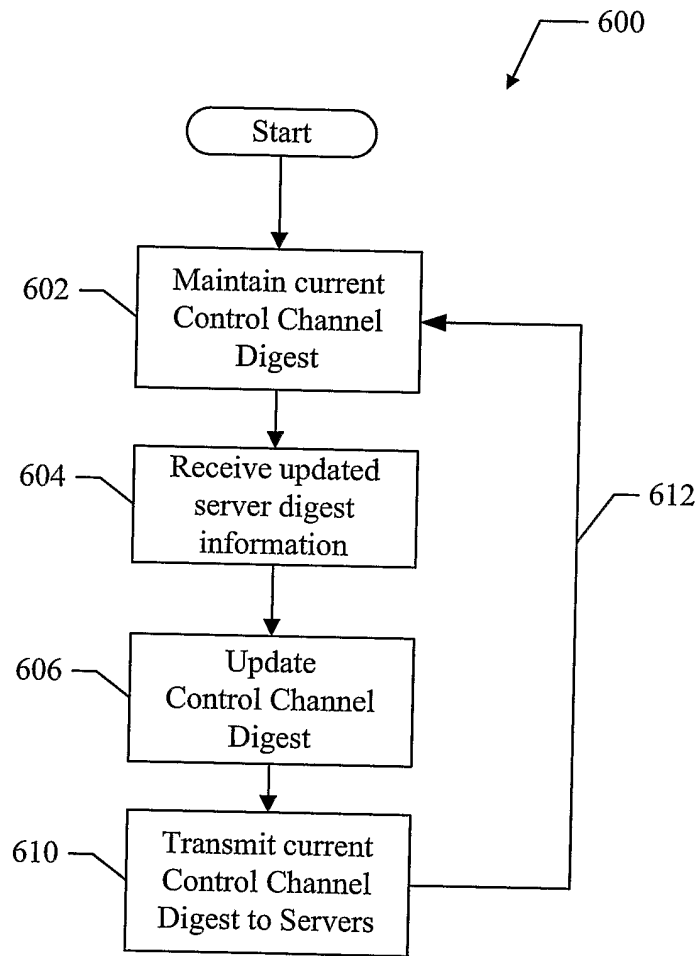 600
Start
602
Maintain current
Control Channel
Digest
604
Receive updated
server digest
information
612
606
Update
Control Channel
Digest
610
Transmit current
Control Channel
Digest to Servers